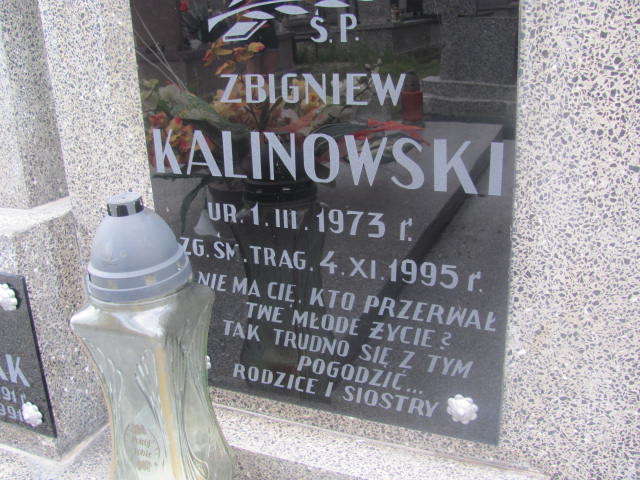 Ś.P.
ZBIGNIEW
KALINOWSKI
UR. 1. III. 1973 r.
ZG. ŚM. TRAG. 4. XI. 1995 r.
NIE MA CIĘ, KTO PRZERWAŁ
TWE MŁODE ŻYCIE?
TAK TRUDNO SIĘ Z TYM
POGODZIĆ...
RODZICE I SIOSTRY
AK